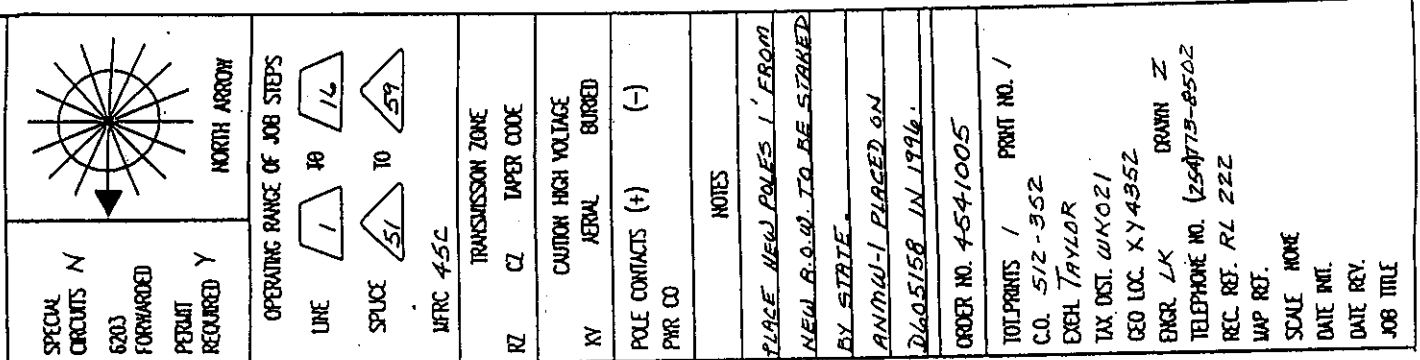 SPECIAL
CIRCUITS N
6203
FORWARDED
PERMIT
REQUIRED Y
NORTH ARROW
OPERATING RANGE OF JOB STEPS
LINE 1 TO 16
SPLICE 51 TO 59
MFRC 45C
TRANSMISSION ZONE
RZ CZ TAPER CODE
CAUTION HIGH VOLTAGE
KV AERIAL BURIED
POLE CONTACTS (+) (-)
PWR CO
NOTES
PLACE NEW POLES 1' FROM
NEW R.O.W. TO BE STAKED
BY STATE.
ANMW-1 PLACED ON
D605158 IN 1996.
ORDER NO. 4541005
TOT.PRINTS 1 PRINT NO. 1
C.O. 512-352
EXCH. TAYLOR
TAX DIST. WK021
GEO LOC. XY4352
ENGR. LK DRAWN Z
TELEPHONE NO. (254)773-8502
REC. REF. RL 222
MAP REF.
SCALE NONE
DATE INIT.
DATE REV.
JOB TITLE